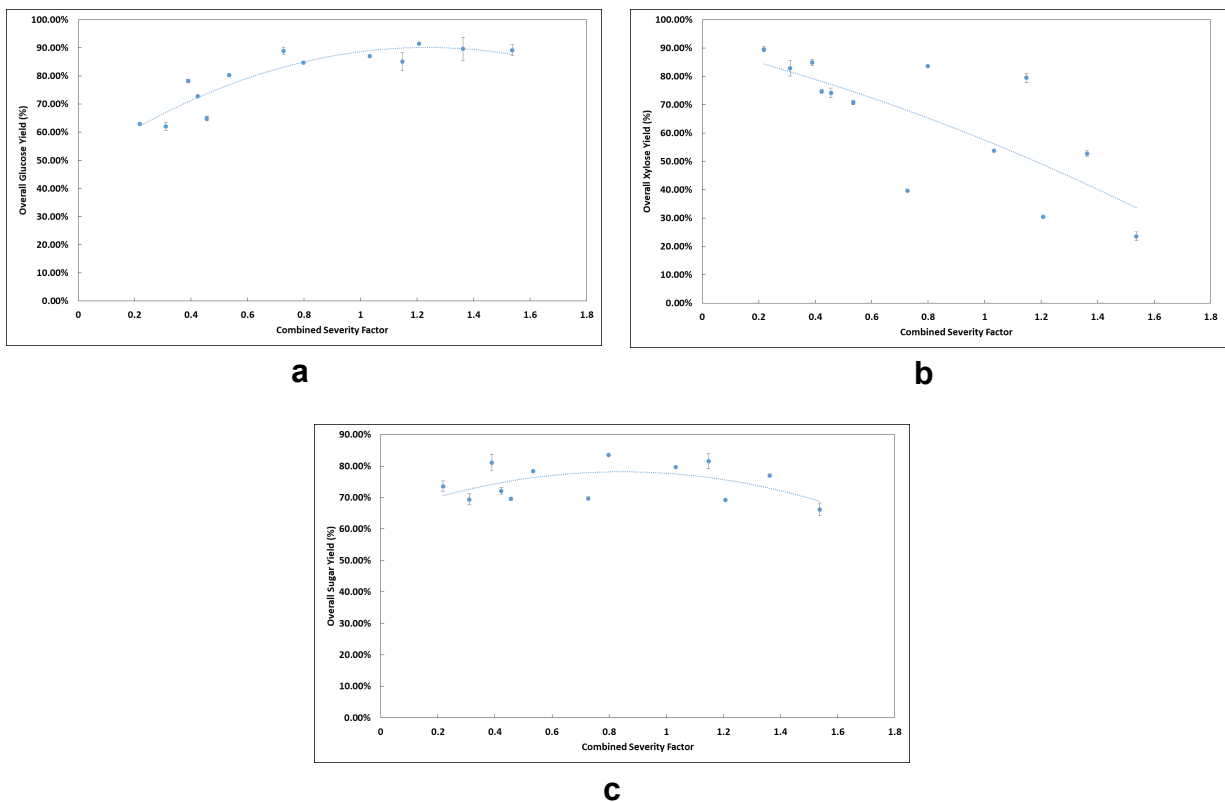 100.00%
90.00%
80.00%
70.00%
60.00%
50.00%
40.00%
30.00%
20.00%
10.00%
0.00%
Overall Glucose Yield (%)
0 0.2 0.4 0.6 0.8 1 1.2 1.4 1.6 1.8
Combined Severity Factor
a
100.00%
90.00%
80.00%
70.00%
60.00%
50.00%
40.00%
30.00%
20.00%
10.00%
0.00%
Overall Xylose Yield (%)
0 0.2 0.4 0.6 0.8 1 1.2 1.4 1.6 1.8
Combined Severity Factor
b
90.00%
80.00%
70.00%
60.00%
50.00%
40.00%
30.00%
20.00%
10.00%
0.00%
Overall Sugar Yield (%)
0 0.2 0.4 0.6 0.8 1 1.2 1.4 1.6 1.8
Combined Severity Factor
c